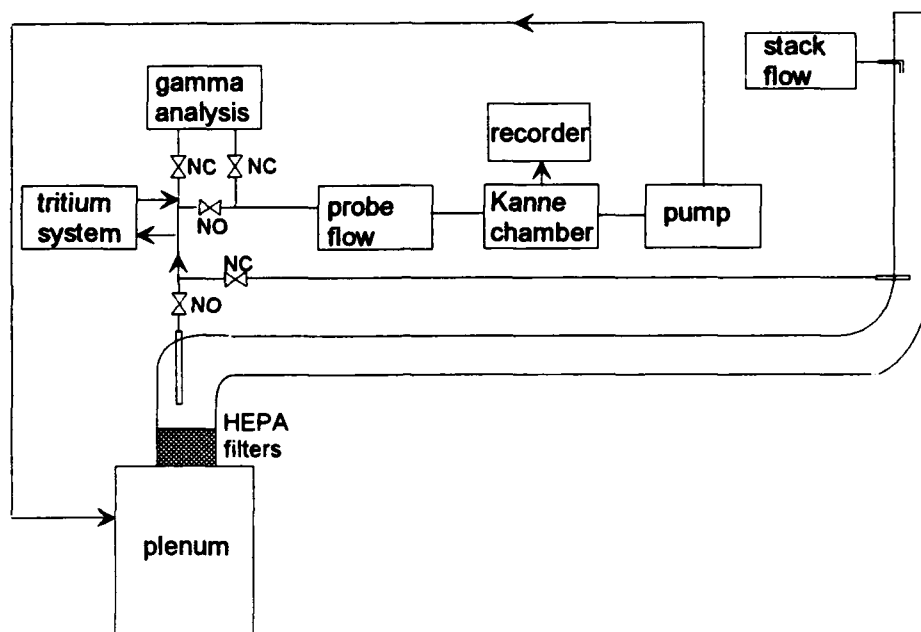 stack
flow
gamma
analysis
recorder
NC
NC
tritium
system
NO
probe
flow
Kanne
chamber
pump
NC
NO
HEPA
filters
plenum